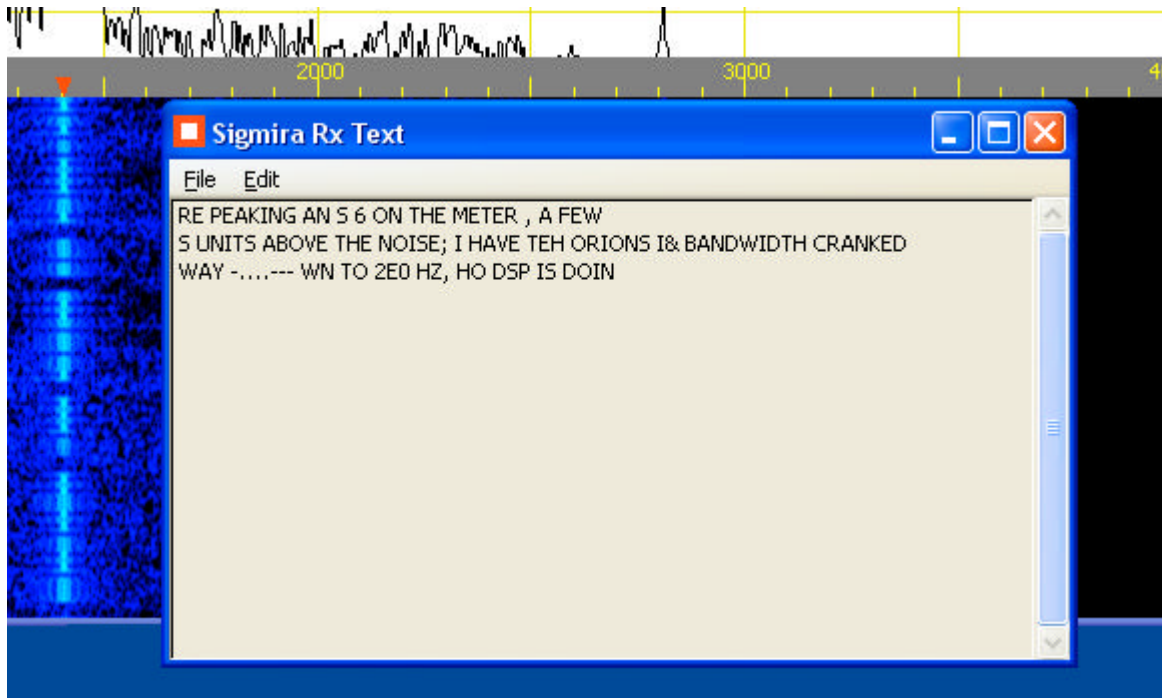 2000 3000 4
Sigmira Rx Text
File Edit
RE PEAKING AN S 6 ON THE METER , A FEW
S UNITS ABOVE THE NOISE; I HAVE TEH ORIONS I& BANDWIDTH CRANKED
WAY -....--- WN TO 2E0 HZ, HO DSP IS DOIN